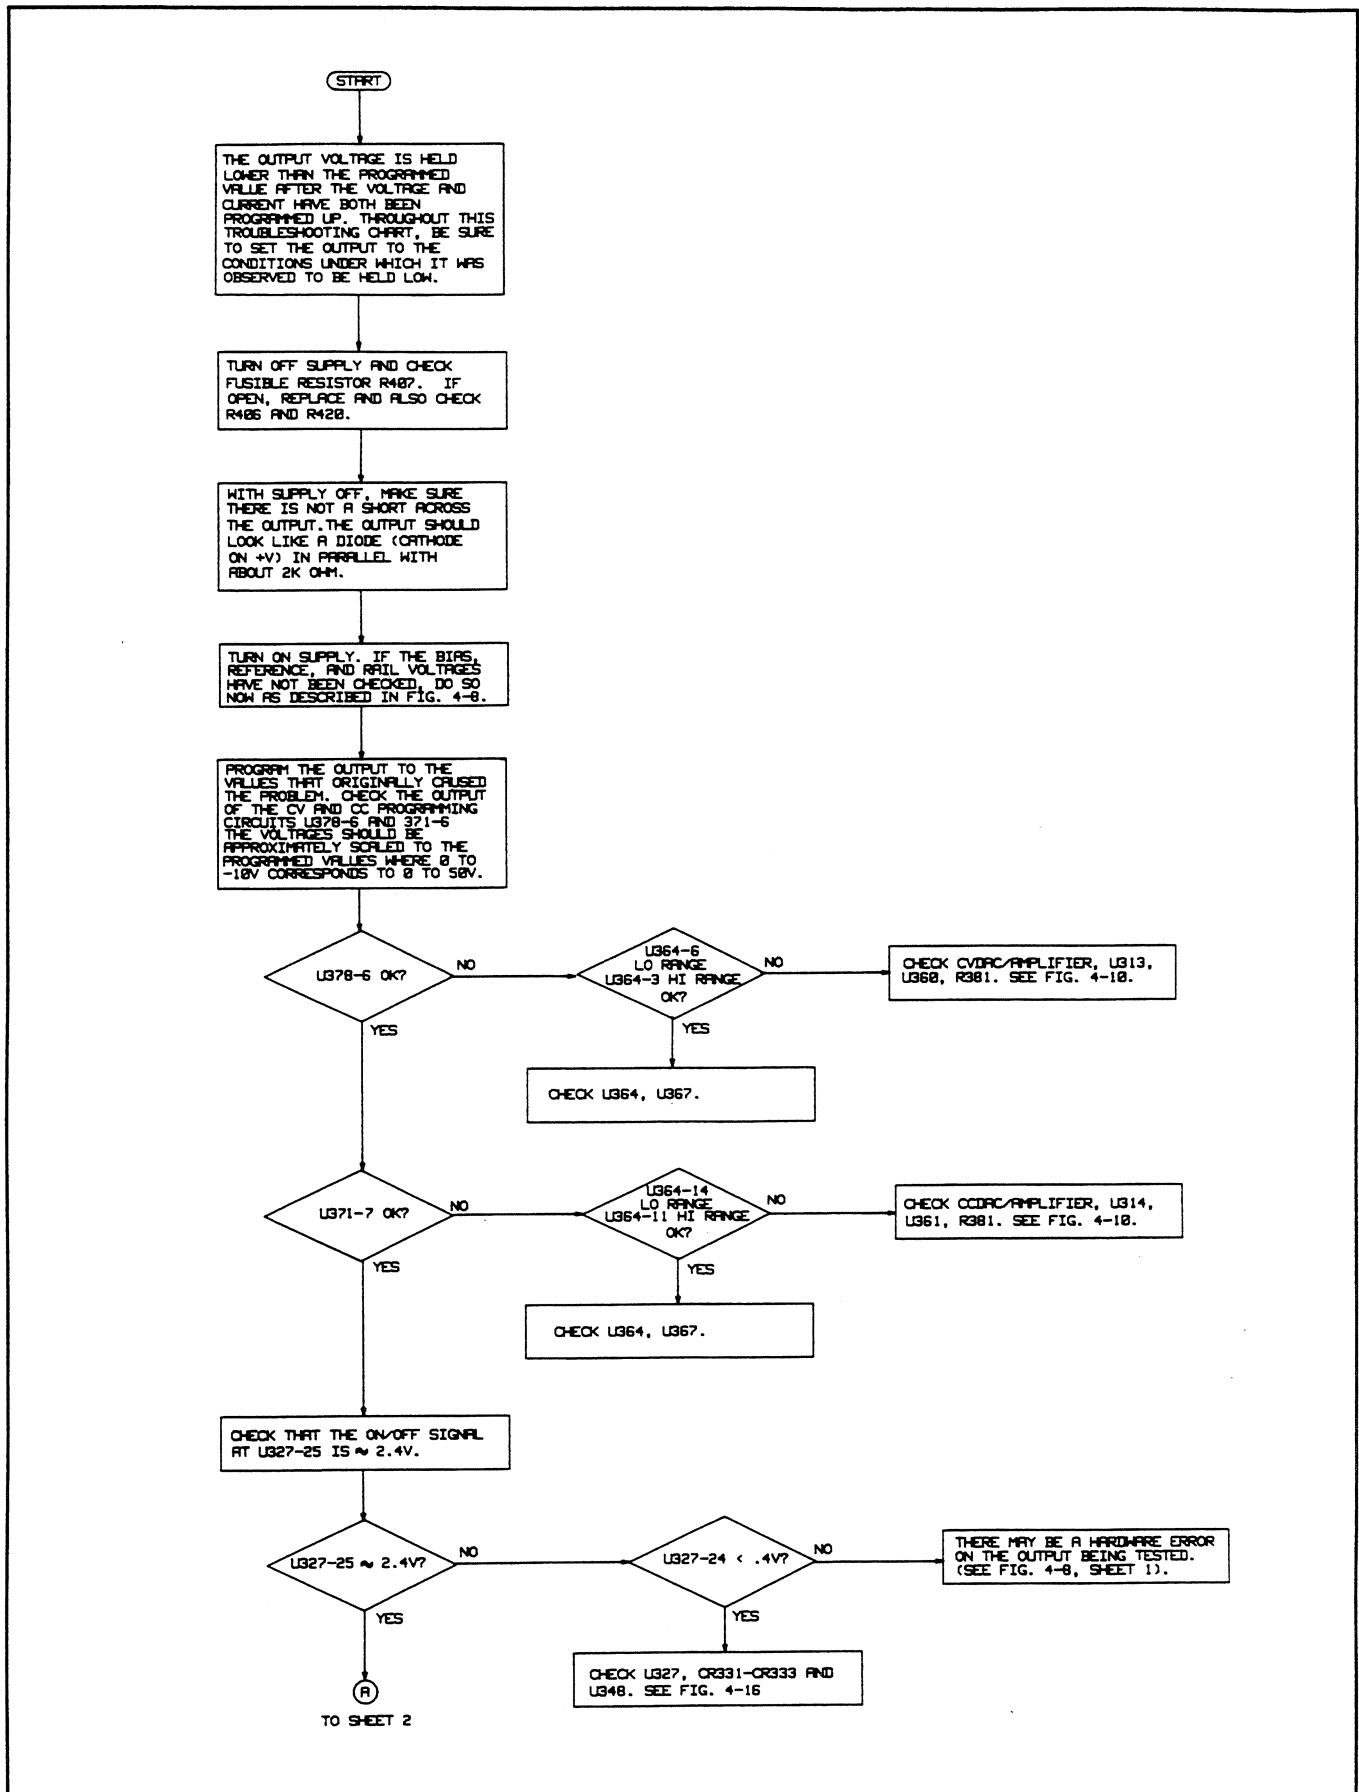 START
THE OUTPUT VOLTAGE IS HELD
LOWER THAN THE PROGRAMMED
VALUE AFTER THE VOLTAGE AND
CURRENT HAVE BOTH BEEN
PROGRAMMED UP. THROUGHOUT THIS
TROUBLESHOOTING CHART, BE SURE
TO SET THE OUTPUT TO THE
CONDITIONS UNDER WHICH IT WAS
OBSERVED TO BE HELD LOW.
TURN OFF SUPPLY AND CHECK
FUSIBLE RESISTOR R407. IF
OPEN, REPLACE AND ALSO CHECK
R406 AND R420.
WITH SUPPLY OFF, MAKE SURE
THERE IS NOT A SHORT ACROSS
THE OUTPUT.THE OUTPUT SHOULD
LOOK LIKE A DIODE (CATHODE
ON +V) IN PARALLEL WITH
ABOUT 2K OHM.
TURN ON SUPPLY. IF THE BIAS,
REFERENCE, AND RAIL VOLTAGES
HAVE NOT BEEN CHECKED, DO SO
NOW AS DESCRIBED IN FIG. 4-8.
PROGRAM THE OUTPUT TO THE
VALUES THAT ORIGINALLY CAUSED
THE PROBLEM. CHECK THE OUTPUT
OF THE CV AND CC PROGRAMMING
CIRCUITS U378-6 AND 371-6
THE VOLTAGES SHOULD BE
APPROXIMATELY SCALED TO THE
PROGRAMMED VALUES WHERE 0 TO
-10V CORRESPONDS TO 0 TO 50V.
U378-6 OK?
NO
U364-6
LO RANGE
U364-3 HI RANGE
OK?
NO
CHECK CVDAC/AMPLIFIER, U313,
U360, R381. SEE FIG. 4-10.
YES
YES
CHECK U364, U367.
U371-7 OK?
NO
U364-14
LO RANGE
U364-11 HI RANGE
OK?
NO
CHECK CCDAC/AMPLIFIER, U314,
U361, R381. SEE FIG. 4-10.
YES
YES
CHECK U364, U367.
CHECK THAT THE ON/OFF SIGNAL
AT U327-25 IS ≈ 2.4V.
U327-25 ≈ 2.4V?
NO
U327-24 < .4V?
NO
THERE MAY BE A HARDWARE ERROR
ON THE OUTPUT BEING TESTED.
(SEE FIG. 4-8, SHEET 1).
YES
YES
CHECK U327, CR331-CR333 AND
U348. SEE FIG. 4-16
A
TO SHEET 2